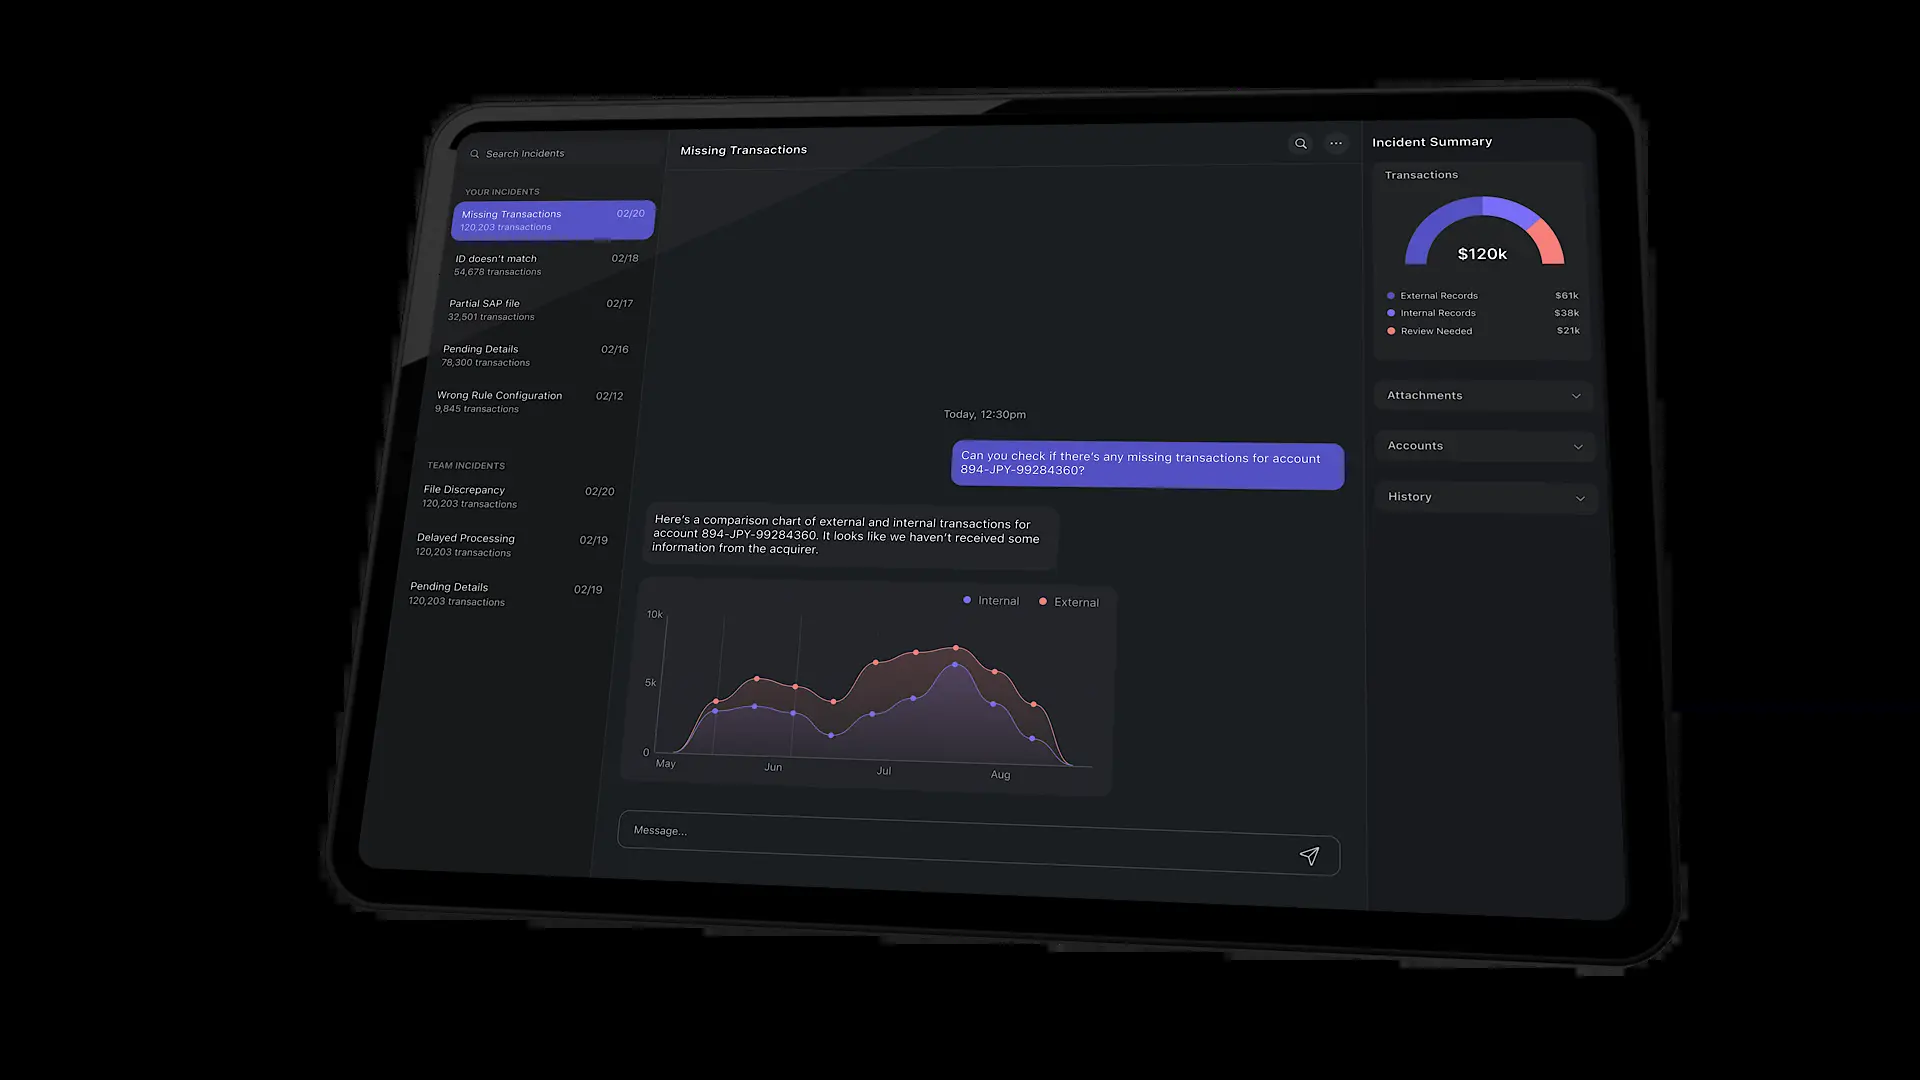 Search Incidents
YOUR INCIDENTS
Missing Transactions 02/20
120,203 transactions
ID doesn't match 02/18
54,678 transactions
Partial SAP file 02/17
32,501 transactions
Pending Details 02/16
78,300 transactions
Wrong Rule Configuration 02/12
9,845 transactions
TEAM INCIDENTS
File Discrepancy 02/20
120,203 transactions
Delayed Processing 02/19
120,203 transactions
Pending Details 02/19
120,203 transactions
Missing Transactions
Today, 12:30pm
Can you check if there's any missing transactions for account
894-JPY-99284360?
Here's a comparison chart of external and internal transactions for
account 894-JPY-99284360. It looks like we haven't received some
information from the acquirer.
Internal External
10k
5k
0
May Jun Jul Aug
Message...
Incident Summary
Transactions
$120k
External Records $61k
Internal Records $38k
Review Needed $21k
Attachments
Accounts
History